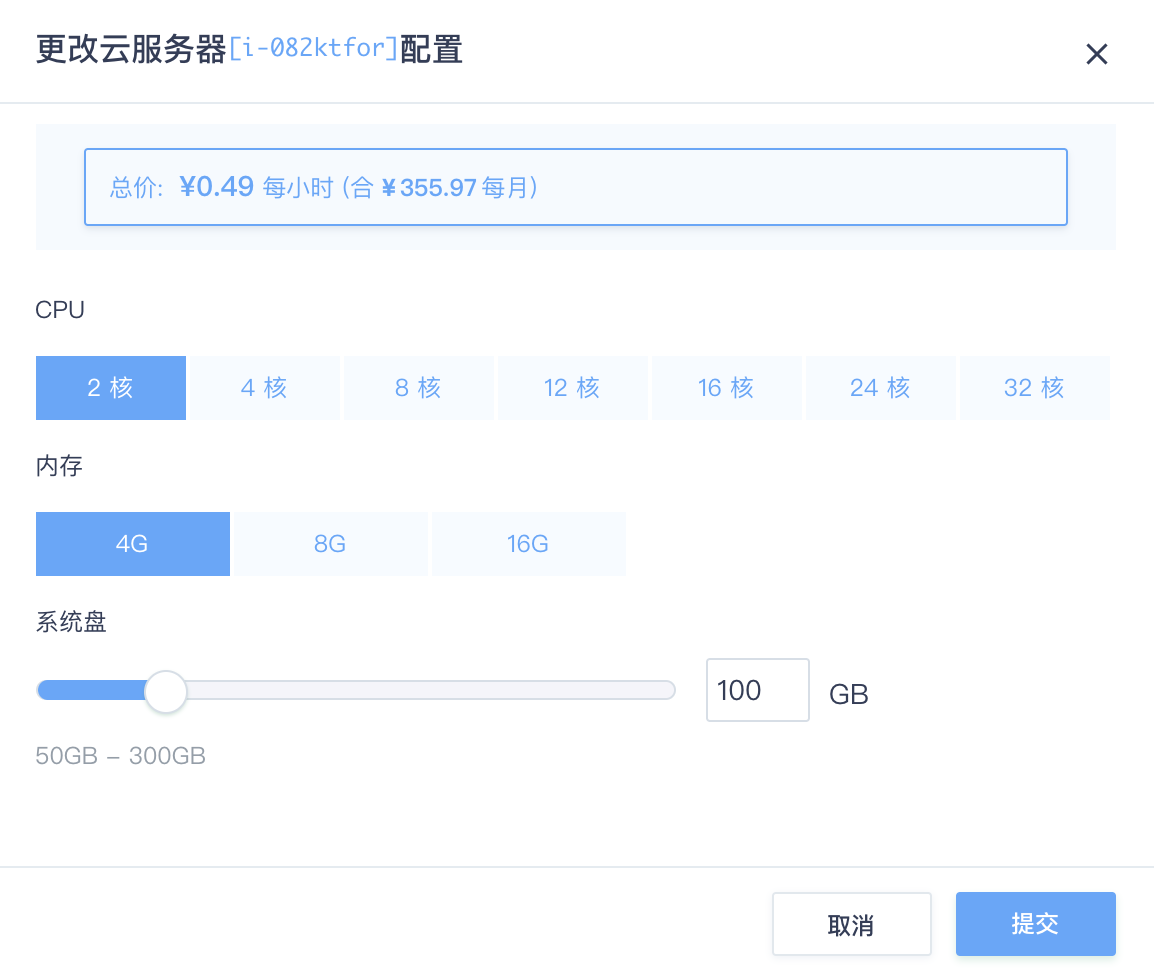 更改云服务器[i-082ktfor]配置
总价: ¥0.49 每小时 (合 ¥355.97 每月)
CPU
2 核 4 核 8 核 12 核 16 核 24 核 32 核
内存
4G 8G 16G
系统盘
100 GB
50GB – 300GB
取消 提交